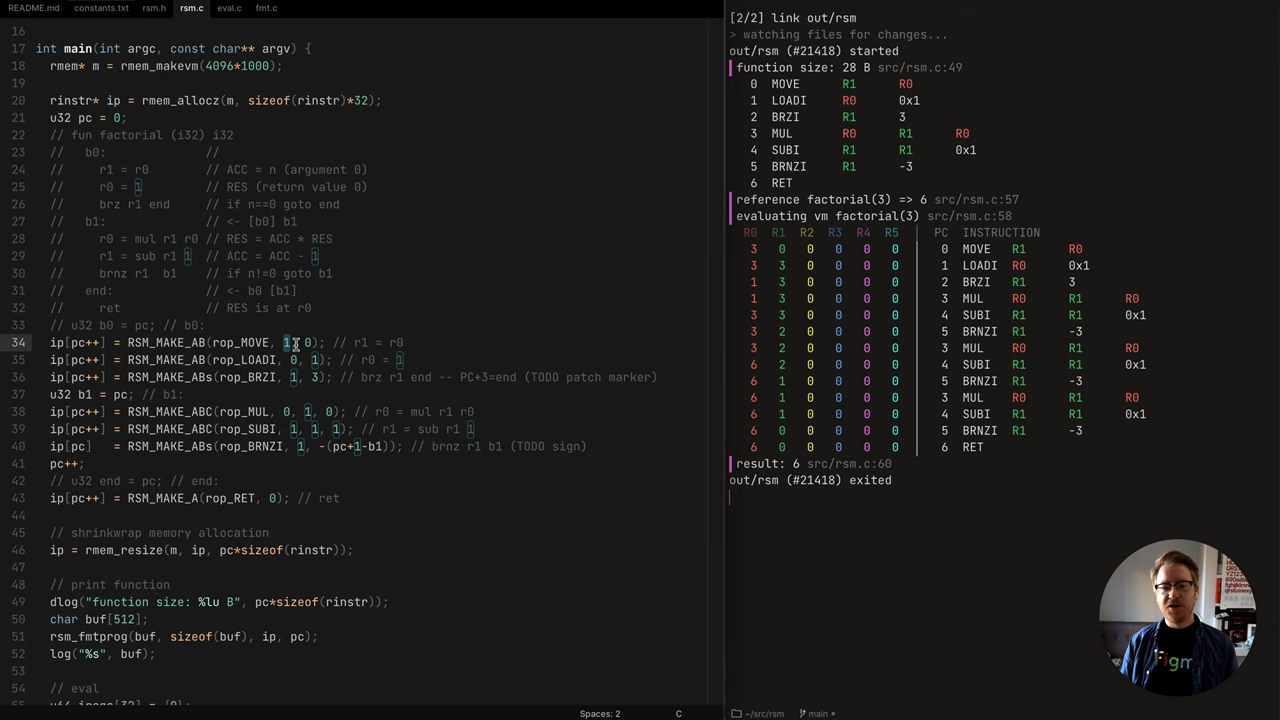 README.md constants.txt rsm.h rsm.c eval.c fmt.c
16
17 int main(int argc, const char** argv) {
18 rmem* m = rmem_makevm(4096*1000);
19
20 rinstr* ip = rmem_allocz(m, sizeof(rinstr)*32);
21 u32 pc = 0;
22 // fun factorial (i32) i32
23 // b0: //
24 // r1 = r0 // ACC = n (argument 0)
25 // r0 = 1 // RES (return value 0)
26 // brz r1 end // if n==0 goto end
27 // b1: // <- [b0] b1
28 // r0 = mul r1 r0 // RES = ACC * RES
29 // r1 = sub r1 1 // ACC = ACC - 1
30 // brnz r1 b1 // if n!=0 goto b1
31 // end: // <- b0 [b1]
32 // ret // RES is at r0
33 // u32 b0 = pc; // b0:
34 ip[pc++] = RSM_MAKE_AB(rop_MOVE, 1, 0); // r1 = r0
35 ip[pc++] = RSM_MAKE_AB(rop_LOADI, 0, 1); // r0 = 1
36 ip[pc++] = RSM_MAKE_ABs(rop_BRZI, 1, 3); // brz r1 end -- PC+3=end (TODO patch marker)
37 u32 b1 = pc; // b1:
38 ip[pc++] = RSM_MAKE_ABC(rop_MUL, 0, 1, 0); // r0 = mul r1 r0
39 ip[pc++] = RSM_MAKE_ABC(rop_SUBI, 1, 1, 1); // r1 = sub r1 1
40 ip[pc] = RSM_MAKE_ABs(rop_BRNZI, 1, -(pc+1-b1)); // brnz r1 b1 (TODO sign)
41 pc++;
42 // u32 end = pc; // end:
43 ip[pc++] = RSM_MAKE_A(rop_RET, 0); // ret
44
45 // shrinkwrap memory allocation
46 ip = rmem_resize(m, ip, pc*sizeof(rinstr));
47
48 // print function
49 dlog("function size: %lu B", pc*sizeof(rinstr));
50 char buf[512];
51 rsm_fmtprog(buf, sizeof(buf), ip, pc);
52 log("%s", buf);
53
54 // eval
55
Spaces: 2 C
[2/2] link out/rsm
> watching files for changes...
out/rsm (#21418) started
function size: 28 B src/rsm.c:49
0 MOVE R1 R0
1 LOADI R0 0x1
2 BRZI R1 3
3 MUL R0 R1 R0
4 SUBI R1 R1 0x1
5 BRNZI R1 -3
6 RET
reference factorial(3) => 6 src/rsm.c:57
evaluating vm factorial(3) src/rsm.c:58
R0 R1 R2 R3 R4 R5 PC INSTRUCTION
3 0 0 0 0 0 0 MOVE R1 R0
3 3 0 0 0 0 1 LOADI R0 0x1
1 3 0 0 0 0 2 BRZI R1 3
1 3 0 0 0 0 3 MUL R0 R1 R0
3 3 0 0 0 0 4 SUBI R1 R1 0x1
3 2 0 0 0 0 5 BRNZI R1 -3
3 2 0 0 0 0 3 MUL R0 R1 R0
6 2 0 0 0 0 4 SUBI R1 R1 0x1
6 1 0 0 0 0 5 BRNZI R1 -3
6 1 0 0 0 0 3 MUL R0 R1 R0
6 1 0 0 0 0 4 SUBI R1 R1 0x1
6 0 0 0 0 0 5 BRNZI R1 -3
6 0 0 0 0 0 6 RET
result: 6 src/rsm.c:60
out/rsm (#21418) exited
~/src/rsm main *
Figm